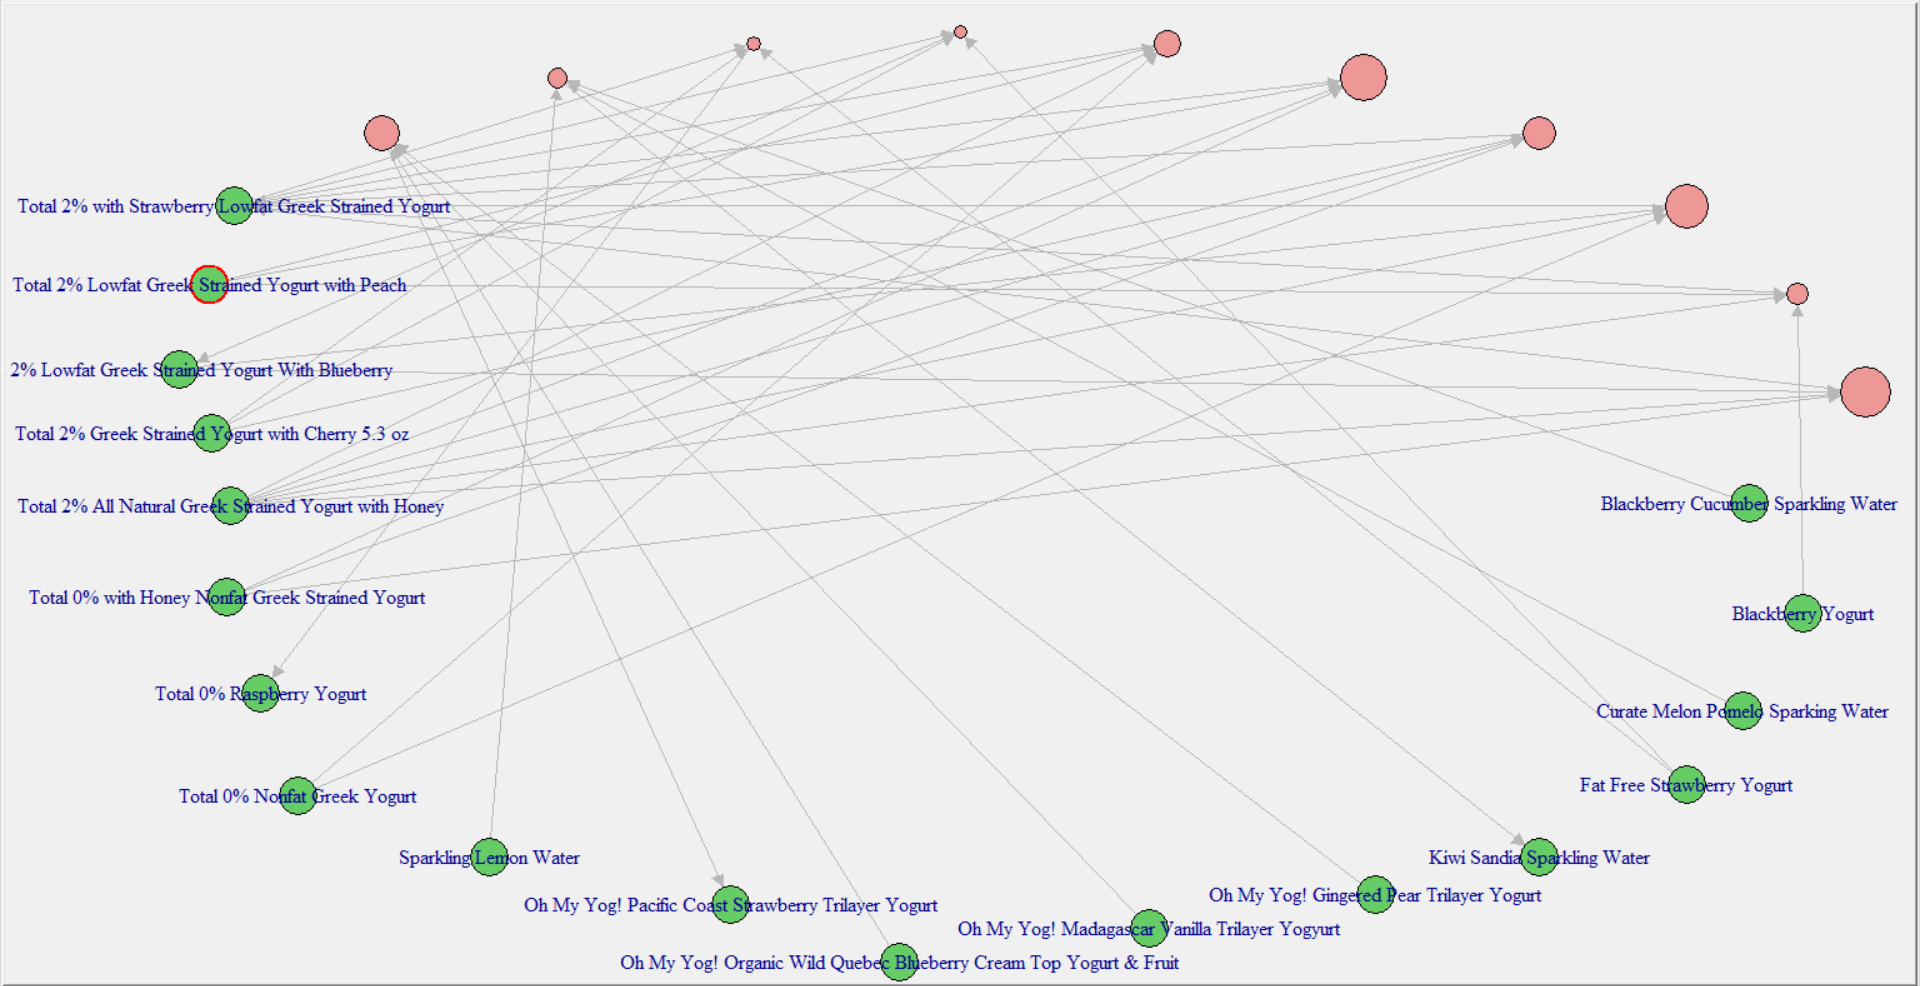 Total 2% with Strawberry Lowfat Greek Strained Yogurt
Total 2% Lowfat Greek Strained Yogurt with Peach
2% Lowfat Greek Strained Yogurt With Blueberry
Total 2% Greek Strained Yogurt with Cherry 5.3 oz
Total 2% All Natural Greek Strained Yogurt with Honey
Blackberry Cucumber Sparkling Water
Total 0% with Honey Nonfat Greek Strained Yogurt
Blackberry Yogurt
Total 0% Raspberry Yogurt
Curate Melon Pomelo Sparking Water
Fat Free Strawberry Yogurt
Total 0% Nonfat Greek Yogurt
Sparkling Lemon Water
Kiwi Sandia Sparkling Water
Oh My Yog! Gingered Pear Trilayer Yogurt
Oh My Yog! Pacific Coast Strawberry Trilayer Yogurt
Oh My Yog! Madagascar Vanilla Trilayer Yogyurt
Oh My Yog! Organic Wild Quebec Blueberry Cream Top Yogurt & Fruit